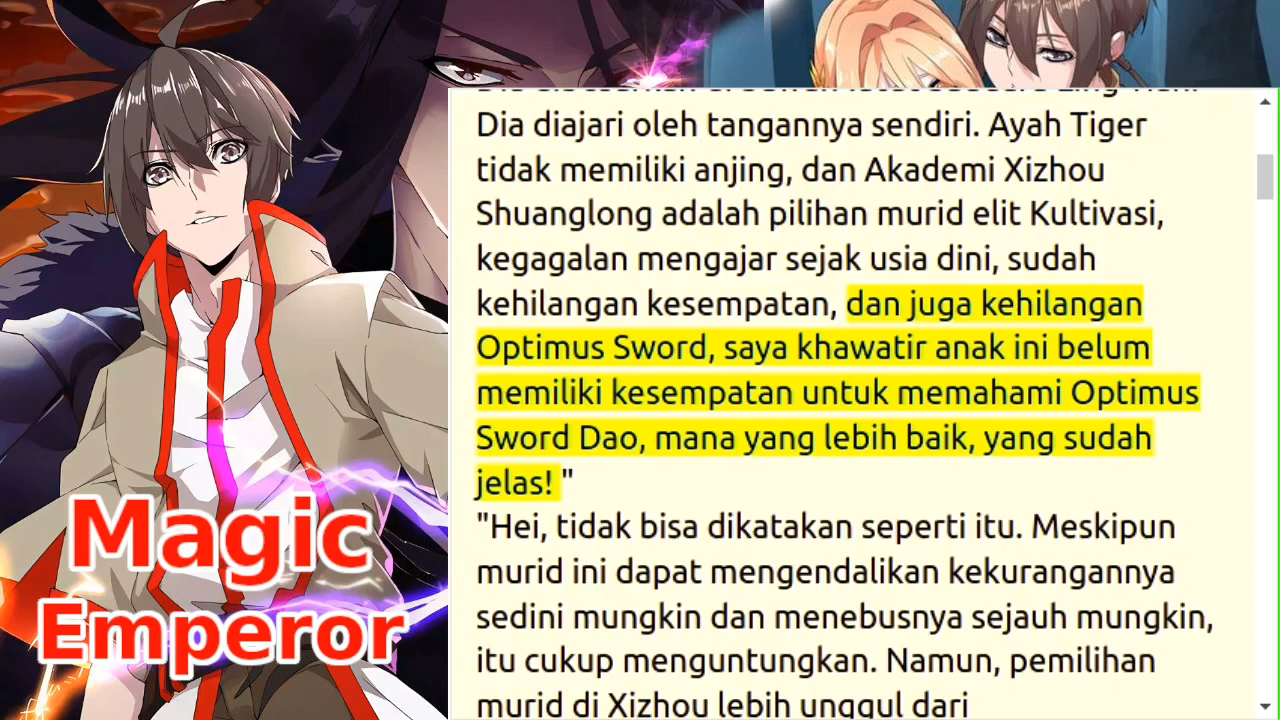 Magic
Emperor
Dia diajari oleh tangannya sendiri. Ayah Tiger
tidak memiliki anjing, dan Akademi Xizhou
Shuanglong adalah pilihan murid elit Kultivasi,
kegagalan mengajar sejak usia dini, sudah
kehilangan kesempatan, dan juga kehilangan
Optimus Sword, saya khawatir anak ini belum
memiliki kesempatan untuk memahami Optimus
Sword Dao, mana yang lebih baik, yang sudah
jelas! "
"Hei, tidak bisa dikatakan seperti itu. Meskipun
murid ini dapat mengendalikan kekurangannya
sedini mungkin dan menebusnya sejauh mungkin,
itu cukup menguntungkan. Namun, pemilihan
murid di Xizhou lebih unggul dari